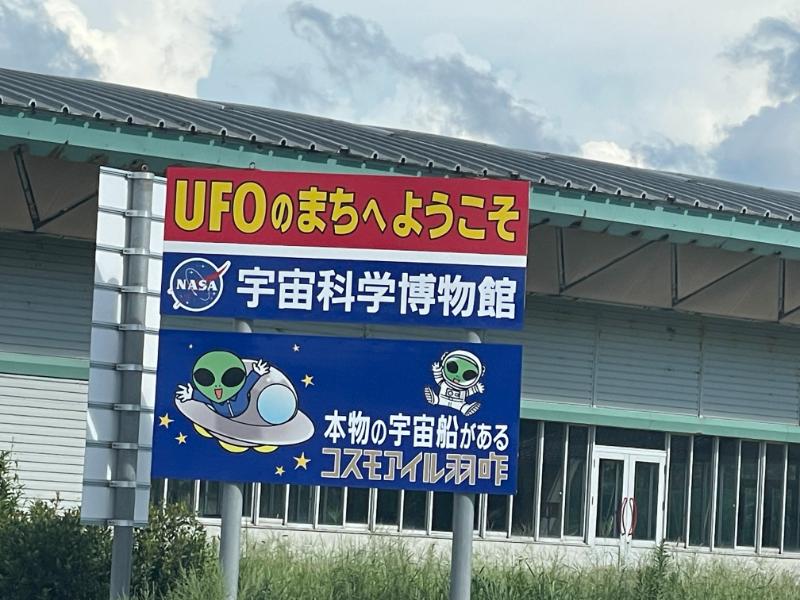 UFOのまちへようこそ
NASA 宇宙科学博物館
本物の宇宙船がある
コスモアイル羽咋